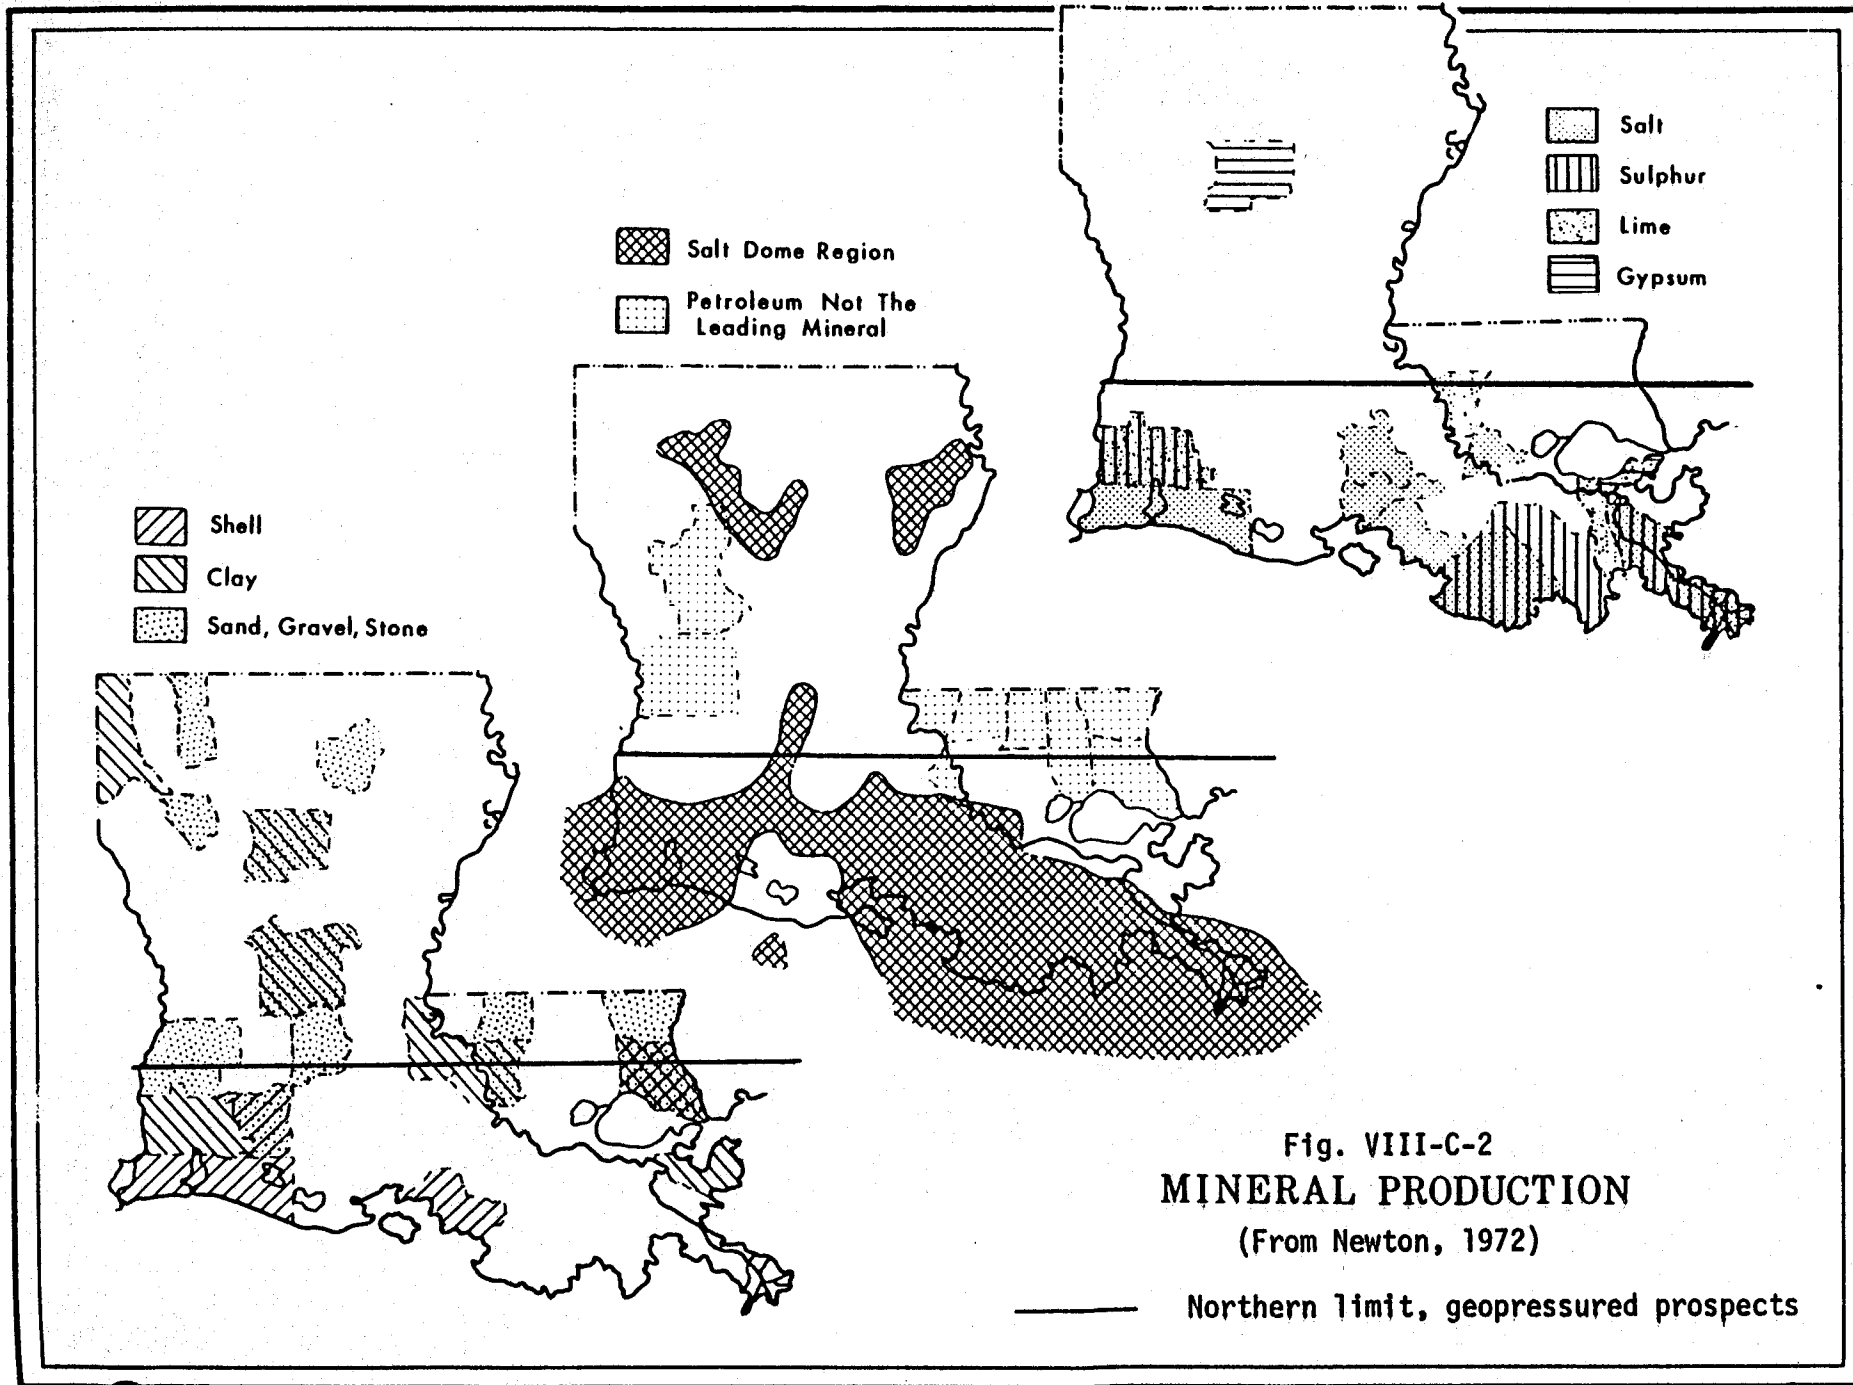 Salt
Sulphur
Lime
Gypsum
Salt Dome Region
Petroleum Not The
Leading Mineral
Shell
Clay
Sand, Gravel, Stone
Fig. VIII-C-2
MINERAL PRODUCTION
(From Newton, 1972)
Northern limit, geopressured prospects